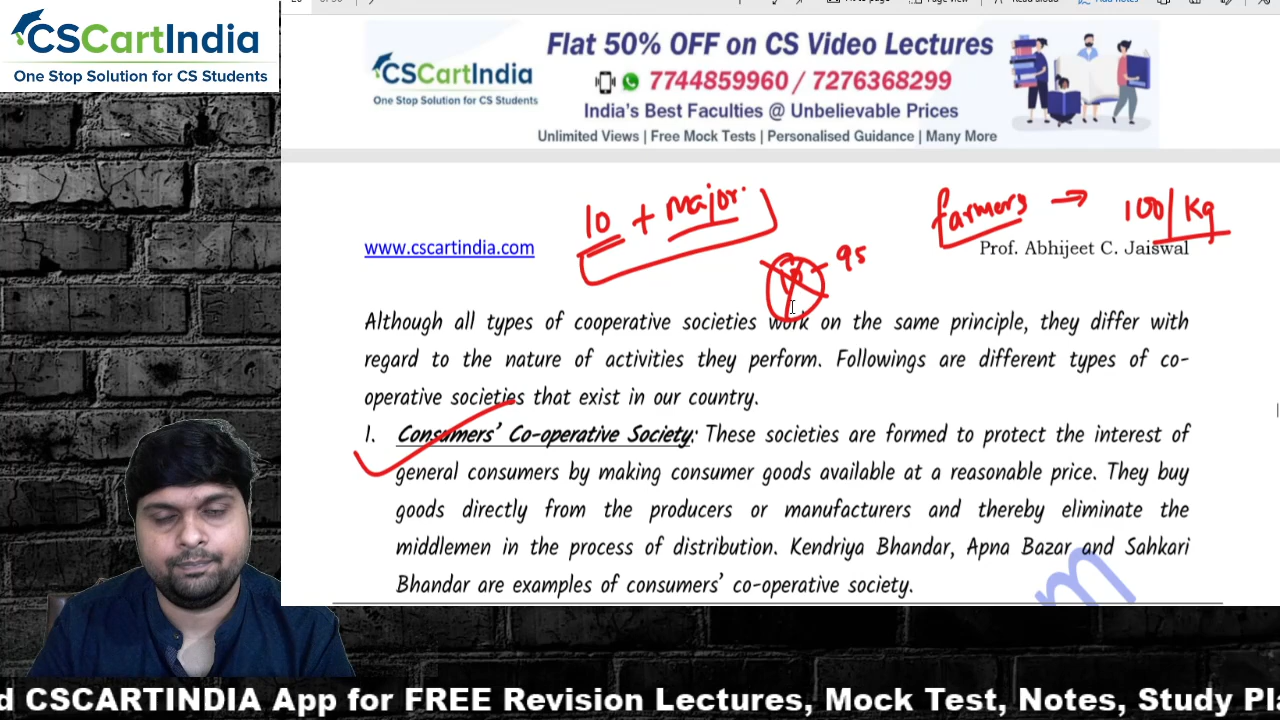 CSCartIndia
One Stop Solution for CS Students
Flat 50% OFF on CS Video Lectures
CSCartIndia
One Stop Solution for CS Students
7744859960 / 7276368299
India's Best Faculties @ Unbelievable Prices
Unlimited Views | Free Mock Tests | Personalised Guidance | Many More
10 + major
farmers → 100/kg
www.cscartindia.com
Prof. Abhijeet C. Jaiswal
95
Although all types of cooperative societies work on the same principle, they differ with
regard to the nature of activities they perform. Followings are different types of co-
operative societies that exist in our country.
1. Consumers' Co-operative Society: These societies are formed to protect the interest of
general consumers by making consumer goods available at a reasonable price. They buy
goods directly from the producers or manufacturers and thereby eliminate the
middlemen in the process of distribution. Kendriya Bhandar, Apna Bazar and Sahkari
Bhandar are examples of consumers' co-operative society.
CSCARTINDIA App for FREE Revision Lectures, Mock Test, Notes, Study